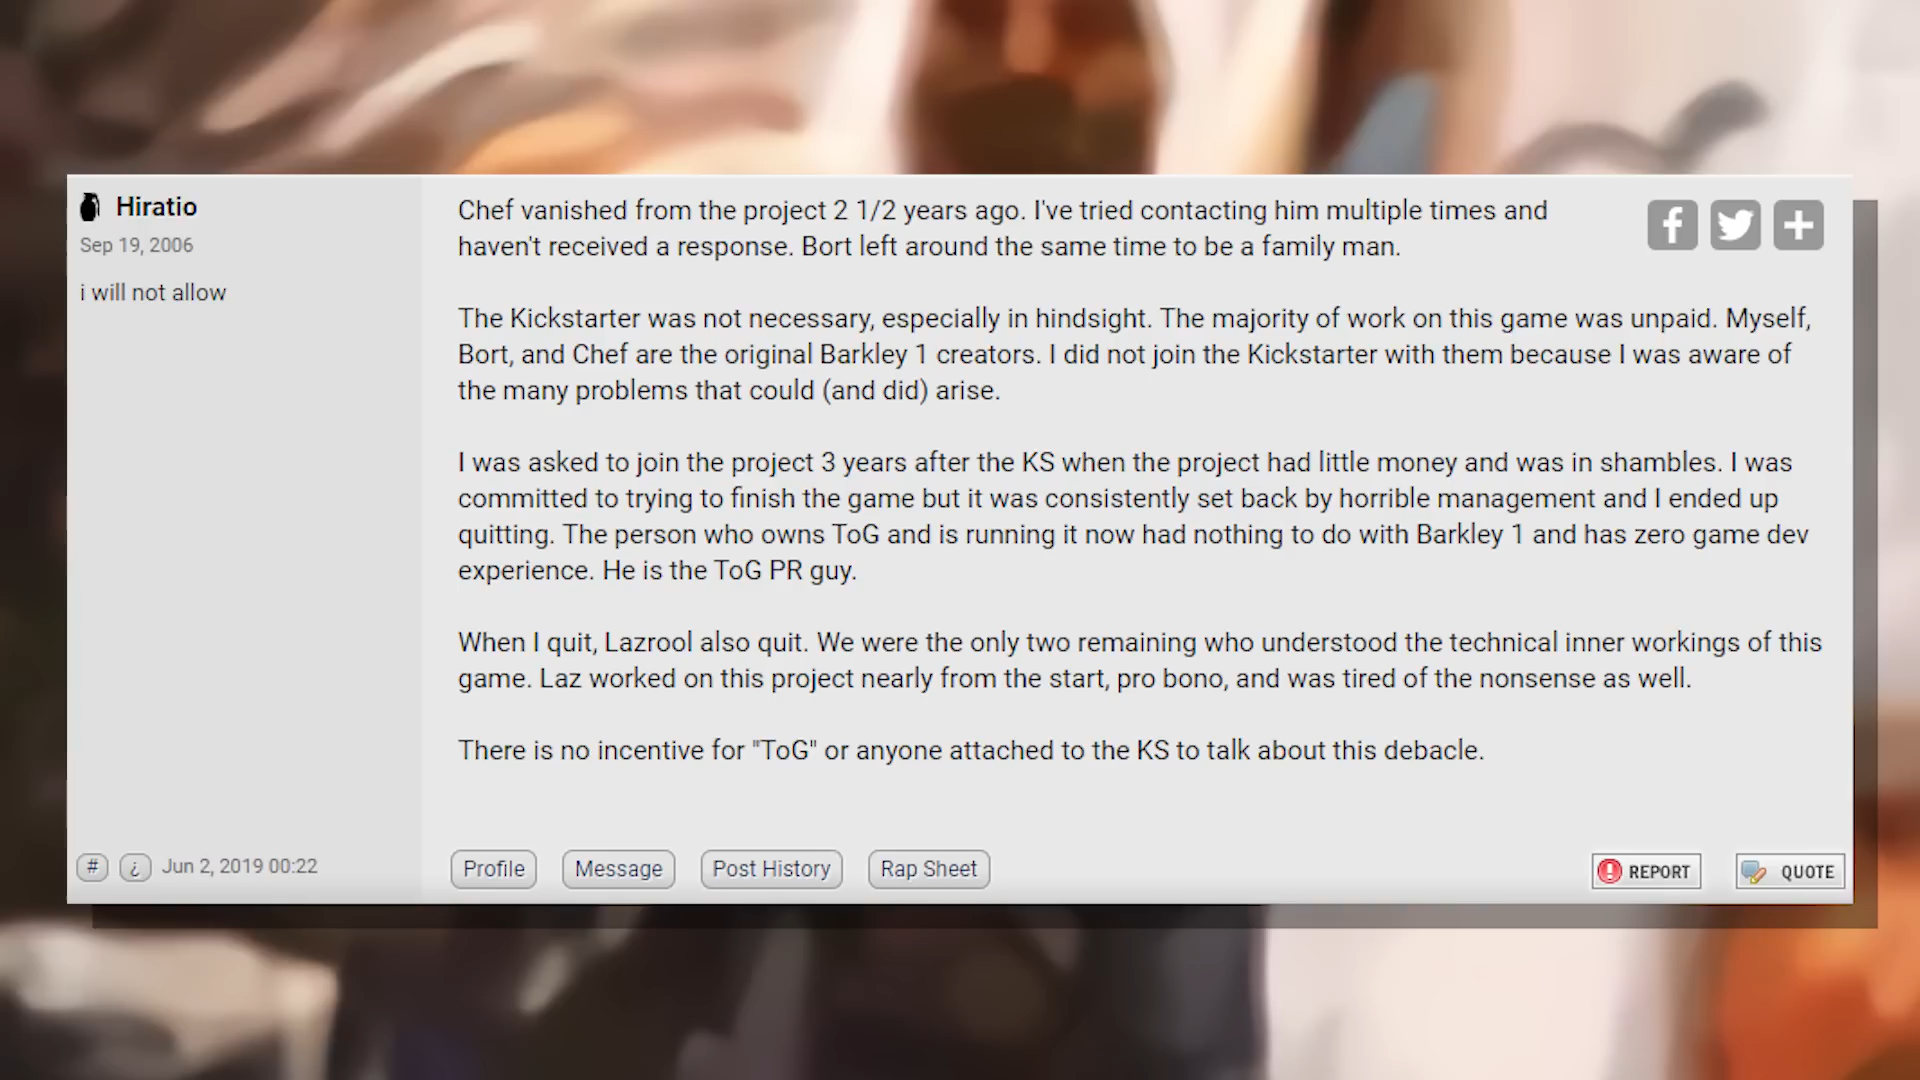 Hiratio
Sep 19, 2006
i will not allow
Chef vanished from the project 2 1/2 years ago. I've tried contacting him multiple times and
haven't received a response. Bort left around the same time to be a family man.
The Kickstarter was not necessary, especially in hindsight. The majority of work on this game was unpaid. Myself,
Bort, and Chef are the original Barkley 1 creators. I did not join the Kickstarter with them because I was aware of
the many problems that could (and did) arise.
I was asked to join the project 3 years after the KS when the project had little money and was in shambles. I was
committed to trying to finish the game but it was consistently set back by horrible management and I ended up
quitting. The person who owns ToG and is running it now had nothing to do with Barkley 1 and has zero game dev
experience. He is the ToG PR guy.
When I quit, Lazrool also quit. We were the only two remaining who understood the technical inner workings of this
game. Laz worked on this project nearly from the start, pro bono, and was tired of the nonsense as well.
There is no incentive for "ToG" or anyone attached to the KS to talk about this debacle.
# ¿ Jun 2, 2019 00:22
Profile Message Post History Rap Sheet
REPORT QUOTE